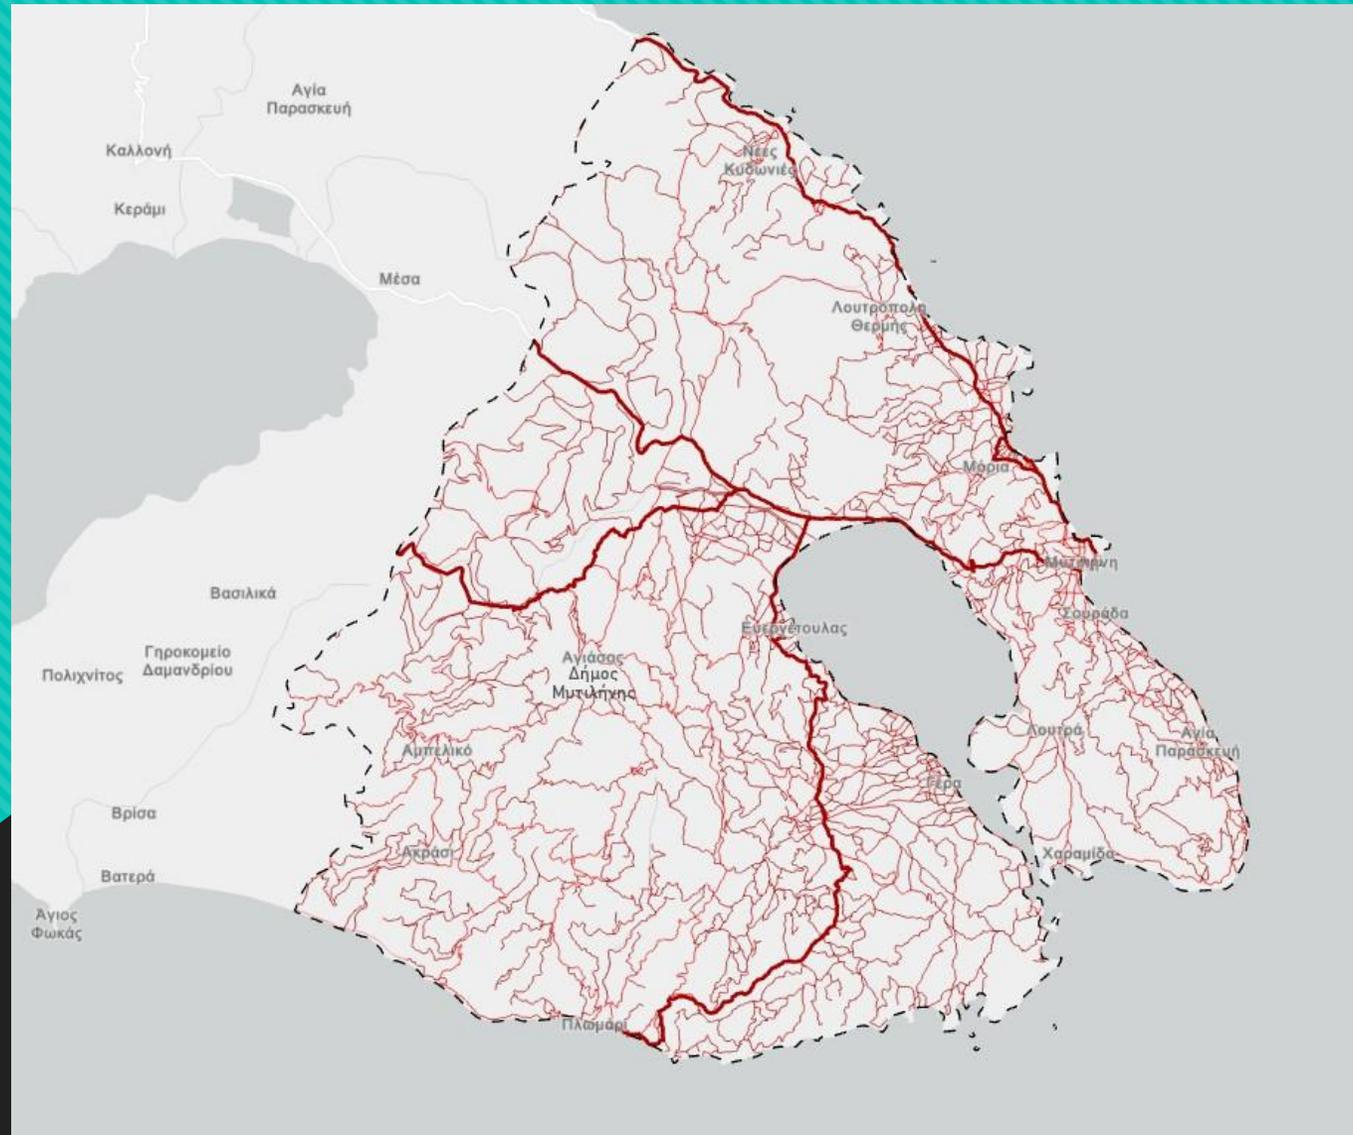 Αγία
Παρασκευή
Καλλονή
Νέες
Κυδωνιές
Κεράμι
Μέσα
Λουτρόπολη
Θερμής
Μόρια
Μυτιλήνη
Βασιλικά
Σουράδα
Ευεργέτουλας
Γηροκομείο
Δαμανδρίου
Πολιχνίτος
Αγιάσος
Δήμος
Μυτιλήνης
Λουτρά
Αγία
Παρασκευή
Αμπελικό
Γέρα
Βρίσα
Ακράσι
Χαραμίδα
Βατερά
Άγιος
Φωκάς
Πλωμάρι